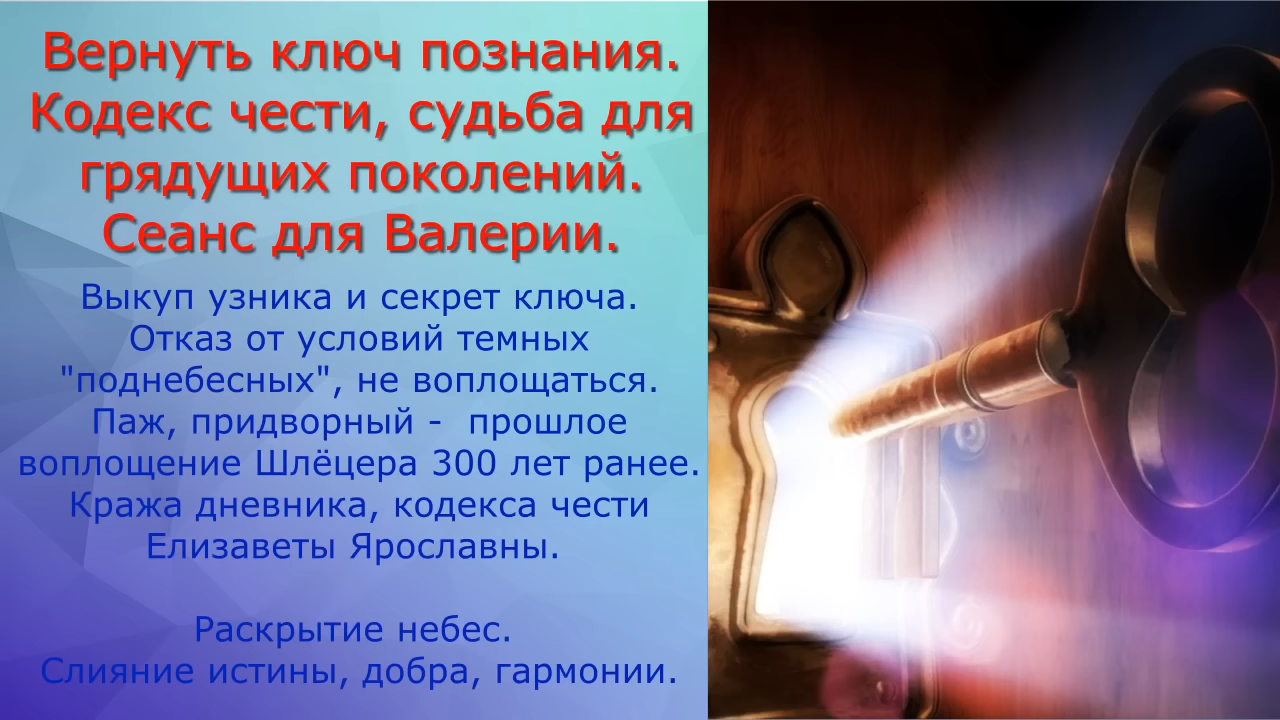 Вернуть ключ познания.
Кодекс чести, судьба для
грядущих поколений.
Сеанс для Валерии.
Выкуп узника и секрет ключа.
Отказ от условий темных
"поднебесных", не воплощаться.
Паж, придворный -  прошлое
воплощение Шлёцера 300 лет ранее.
Кража дневника, кодекса чести
Елизаветы Ярославны.
Раскрытие небес.
Слияние истины, добра, гармонии.